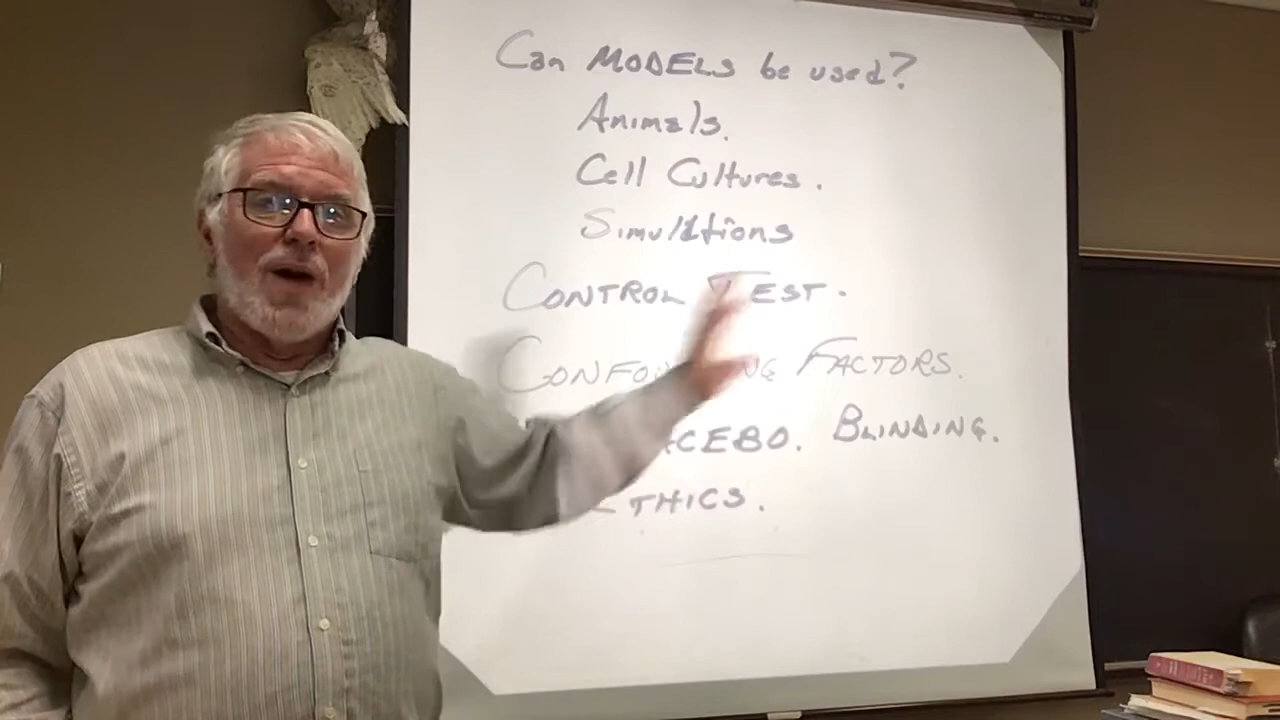 Can MODELS be used?
Animals.
Cell Cultures.
Simulations
CONTROL TEST.
FACTORS.
BLINDING.